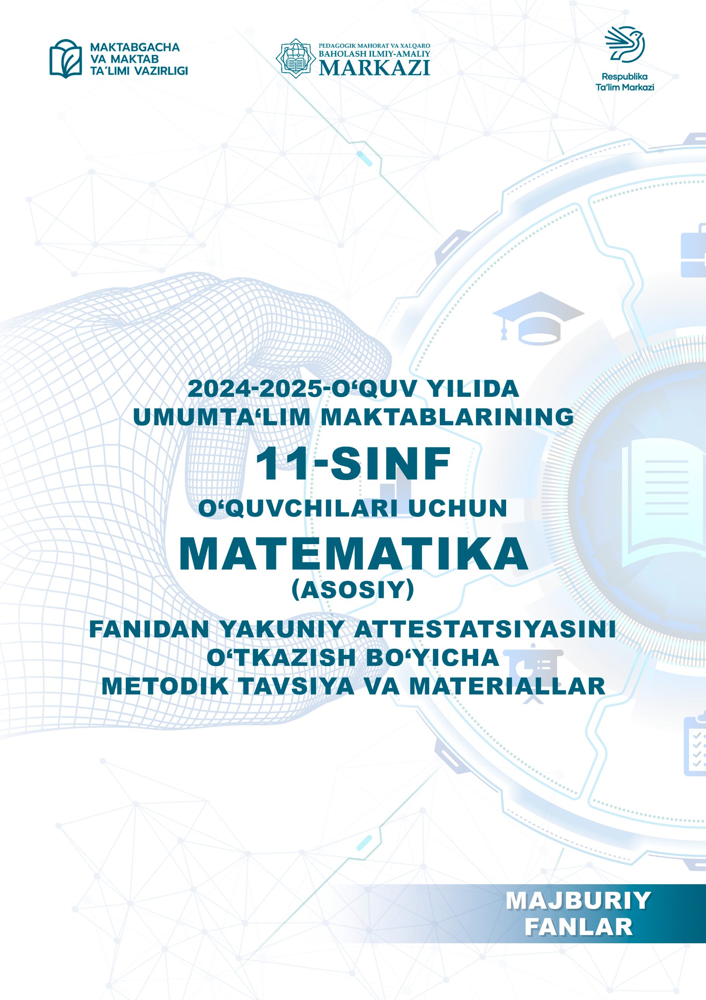 MAKTABGACHA
VA MAKTAB
TA'LIMI VAZIRLIGI
PEDAGOGIK MAHORAT VA XALQARO
BAHOLASH ILMIY-AMALIY
MARKAZI
Respublika
Ta'lim Markazi
2024-2025-O‘QUV YILIDA
UMUMTA‘LIM MAKTABLARINING
11-SINF
O‘QUVCHILARI UCHUN
MATEMATIKA
(ASOSIY)
FANIDAN YAKUNIY ATTESTATSIYASINI
O‘TKAZISH BO‘YICHA
METODIK TAVSIYA VA MATERIALLAR
MAJBURIY
FANLAR